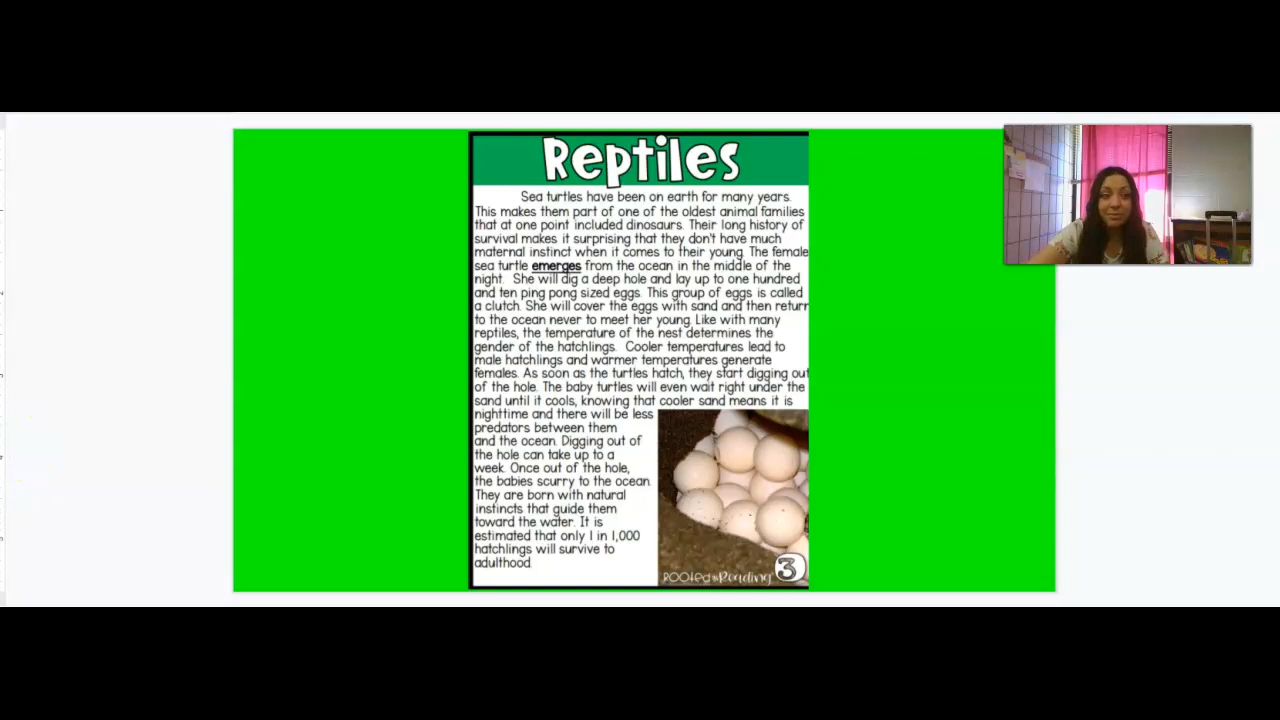 Reptiles
Sea turtles have been on earth for many years.
This makes them part of one of the oldest animal families
that at one point included dinosaurs. Their long history of
survival makes it surprising that they don't have much
maternal instinct when it comes to their young. The female
sea turtle emerges from the ocean in the middle of the
night. She will dig a deep hole and lay up to one hundred
and ten ping pong sized eggs. This group of eggs is called
a clutch. She will cover the eggs with sand and then return
to the ocean never to meet her young. Like with many
reptiles, the temperature of the nest determines the
gender of the hatchlings. Cooler temperatures lead to
male hatchlings and warmer temperatures generate
females. As soon as the turtles hatch, they start digging out
of the hole. The baby turtles will even wait right under the
sand until it cools, knowing that cooler sand means it is
nighttime and there will be less
predators between them
and the ocean. Digging out of
the hole can take up to a
week. Once out of the hole,
the babies scurry to the ocean.
They are born with natural
instincts that guide them
toward the water. It is
estimated that only 1 in 1,000
hatchlings will survive to
adulthood.
ROOTED in Reading
3